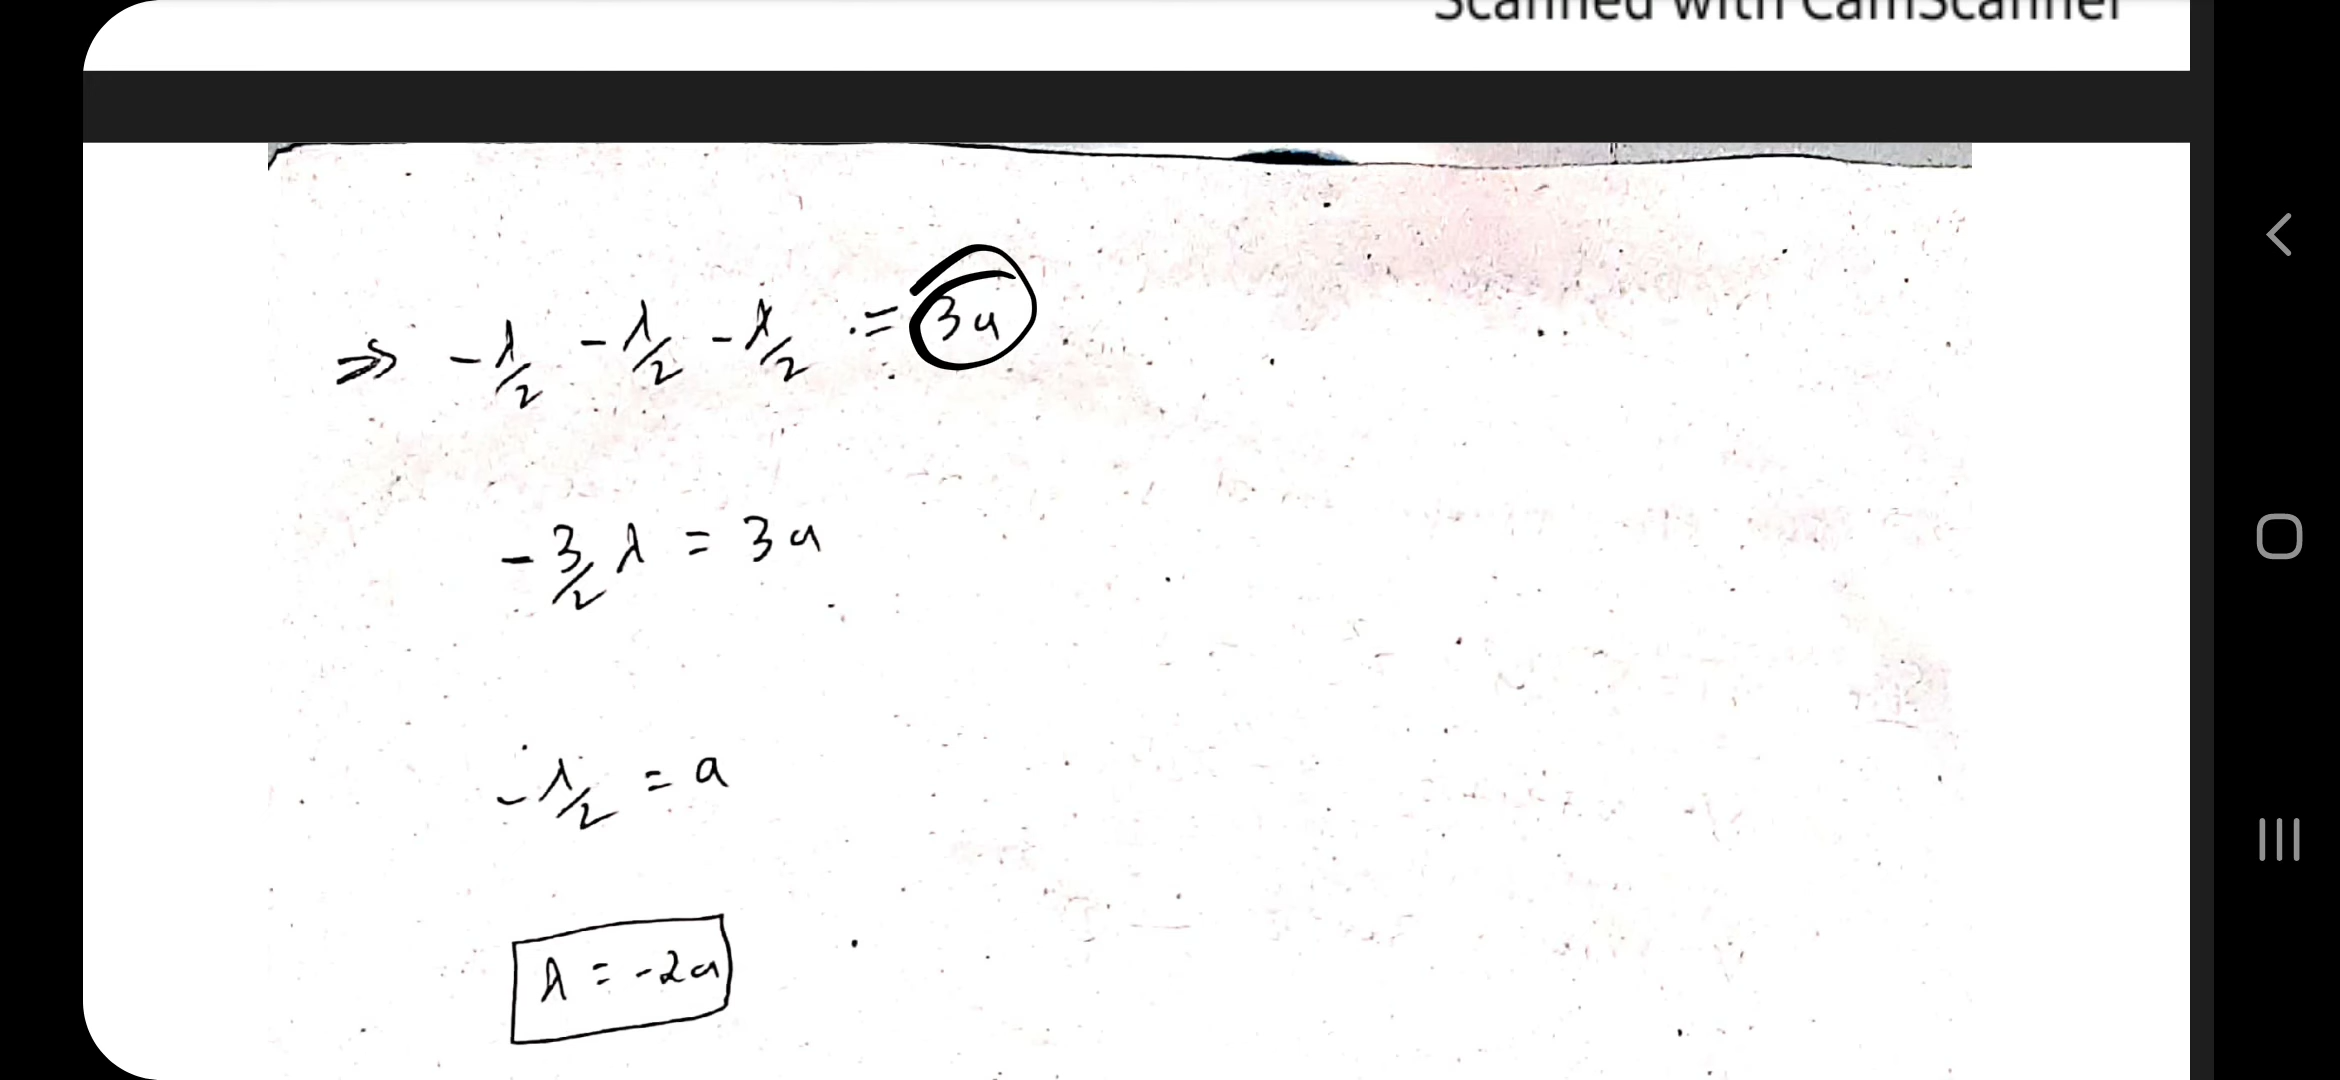 Scanned with CamScanner
⇒ -λ/2 - λ/2 - λ/2 .= 3a
-3/2 λ = 3a
-λ/2 = a
λ = -2a